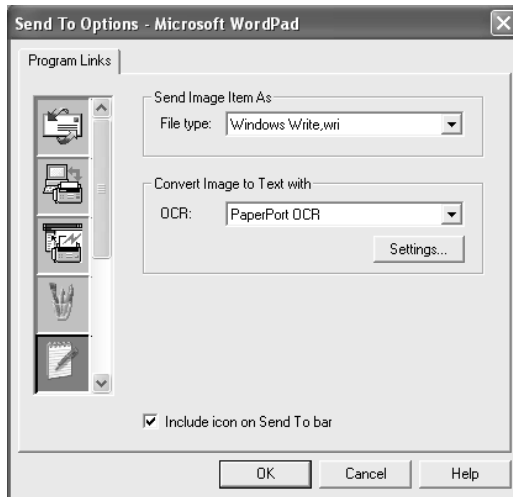 Send To Options - Microsoft WordPad
Program Links
Send Image Item As
File type: Windows Write,wri
Convert Image to Text with
OCR: PaperPort OCR
Settings...
Include icon on Send To bar
OK Cancel Help